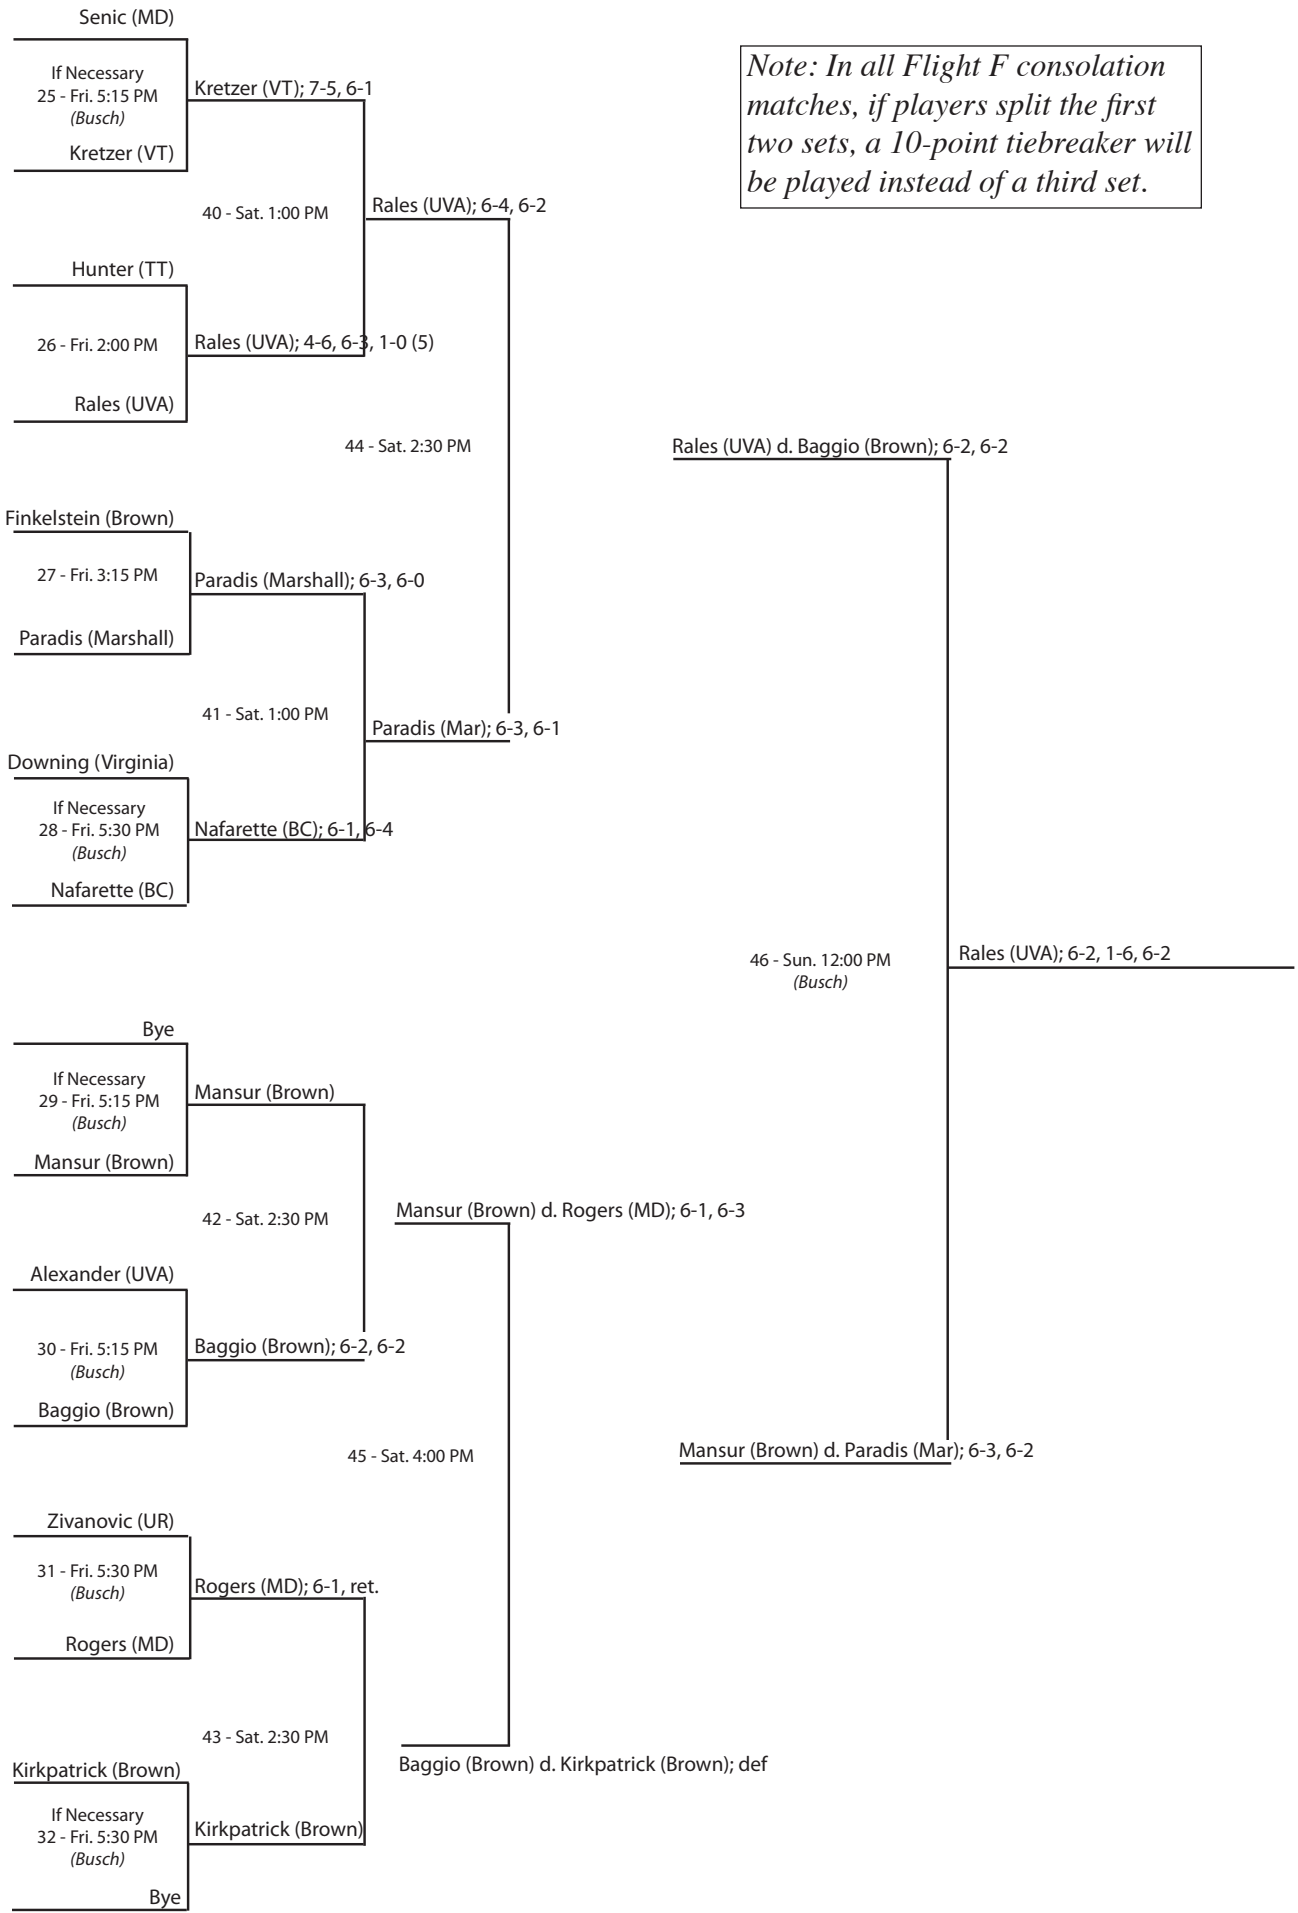 Senic (MD)
If Necessary
25 - Fri. 5:15 PM
(Busch)
Kretzer (VT)
Kretzer (VT); 7-5, 6-1
Note: In all Flight F consolation
matches, if players split the first
two sets, a 10-point tiebreaker will
be played instead of a third set.
40 - Sat. 1:00 PM
Rales (UVA); 6-4, 6-2
Hunter (TT)
26 - Fri. 2:00 PM
Rales (UVA)
Rales (UVA); 4-6, 6-3, 1-0 (5)
44 - Sat. 2:30 PM
Rales (UVA) d. Baggio (Brown); 6-2, 6-2
Finkelstein (Brown)
27 - Fri. 3:15 PM
Paradis (Marshall)
Paradis (Marshall); 6-3, 6-0
41 - Sat. 1:00 PM
Paradis (Mar); 6-3, 6-1
Downing (Virginia)
If Necessary
28 - Fri. 5:30 PM
(Busch)
Nafarette (BC)
Nafarette (BC); 6-1, 6-4
46 - Sun. 12:00 PM
(Busch)
Rales (UVA); 6-2, 1-6, 6-2
Bye
If Necessary
29 - Fri. 5:15 PM
(Busch)
Mansur (Brown)
Mansur (Brown)
42 - Sat. 2:30 PM
Mansur (Brown) d. Rogers (MD); 6-1, 6-3
Alexander (UVA)
30 - Fri. 5:15 PM
(Busch)
Baggio (Brown)
Baggio (Brown); 6-2, 6-2
45 - Sat. 4:00 PM
Mansur (Brown) d. Paradis (Mar); 6-3, 6-2
Zivanovic (UR)
31 - Fri. 5:30 PM
(Busch)
Rogers (MD)
Rogers (MD); 6-1, ret.
43 - Sat. 2:30 PM
Baggio (Brown) d. Kirkpatrick (Brown); def
Kirkpatrick (Brown)
If Necessary
32 - Fri. 5:30 PM
(Busch)
Bye
Kirkpatrick (Brown)